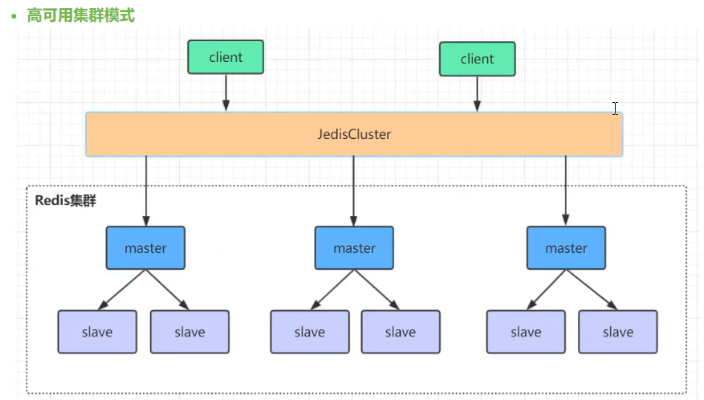 高可用集群模式
client
client
JedisCluster
Redis集群
master
master
master
slave
slave
slave
slave
slave
slave